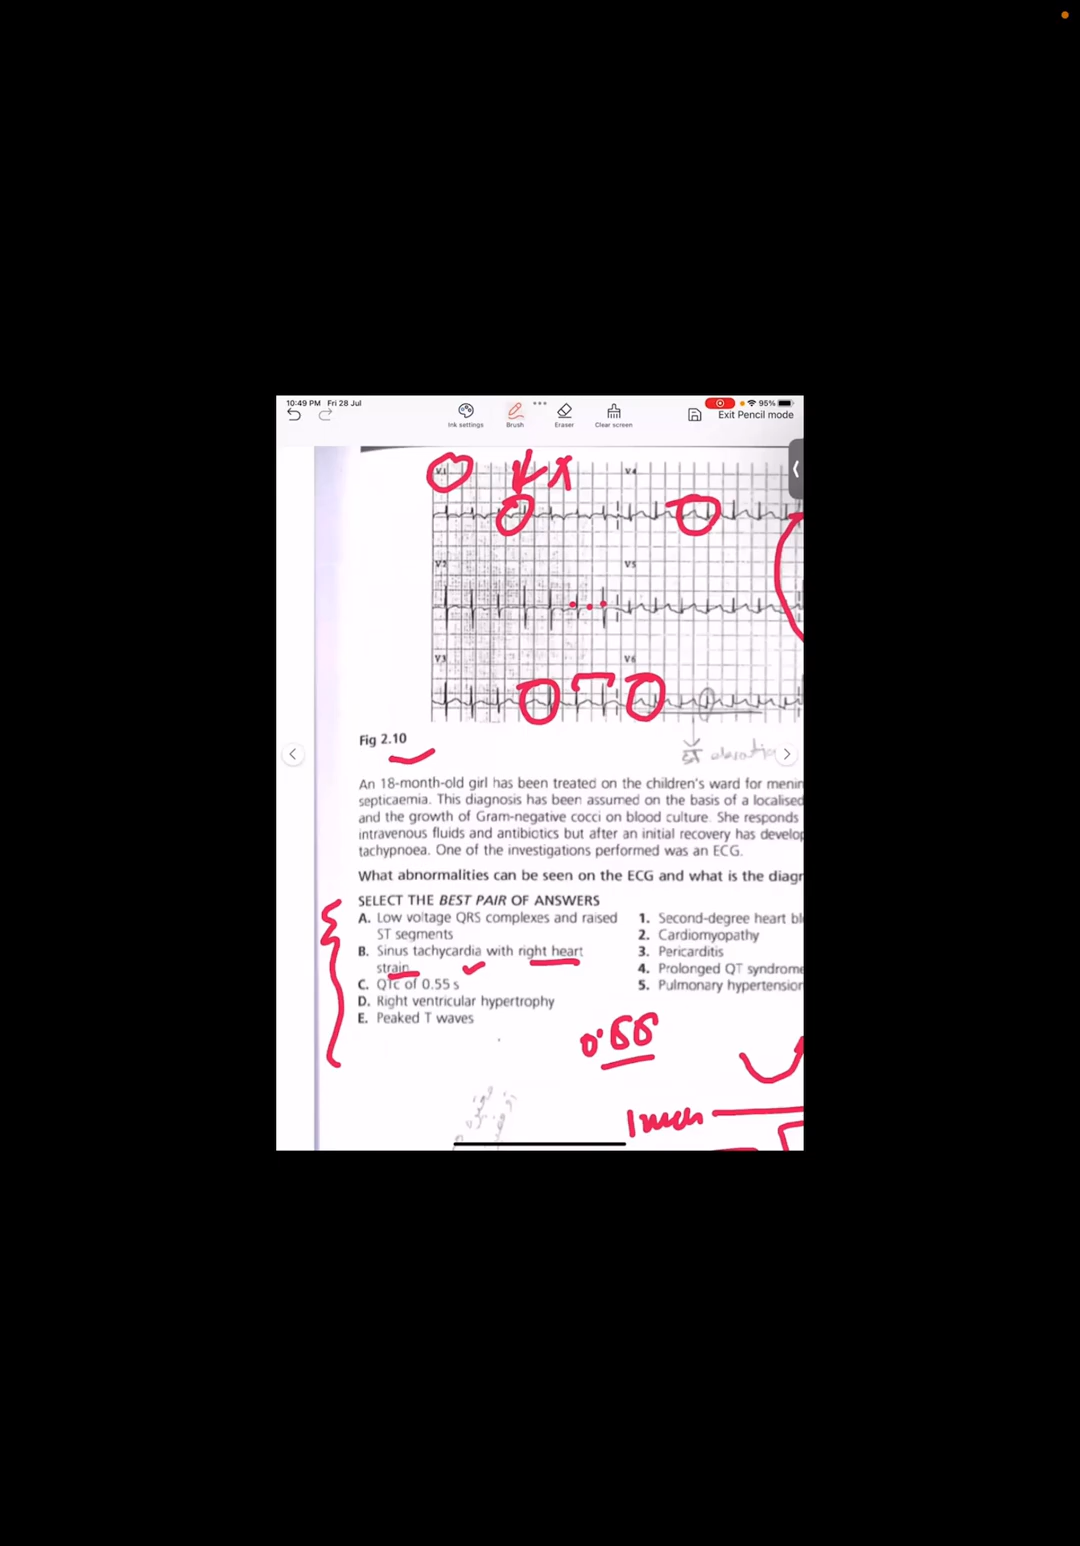 10:49 PM Fri 28 Jul
95%
Ink settings
Brush
Eraser
Clear screen
Exit Pencil mode
V1
V4
V2
V5
V3
V6
Fig 2.10
ST elevatio
An 18-month-old girl has been treated on the children's ward for menin
septicaemia. This diagnosis has been assumed on the basis of a localised
and the growth of Gram-negative cocci on blood culture. She responds
intravenous fluids and antibiotics but after an initial recovery has develop
tachypnoea. One of the investigations performed was an ECG.
What abnormalities can be seen on the ECG and what is the diagr
SELECT THE BEST PAIR OF ANSWERS
A. Low voltage QRS complexes and raised
ST segments
B. Sinus tachycardia with right heart
strain
C. QTc of 0.55 s
D. Right ventricular hypertrophy
E. Peaked T waves
1. Second-degree heart bl
2. Cardiomyopathy
3. Pericarditis
4. Prolonged QT syndrome
5. Pulmonary hypertension
0.55